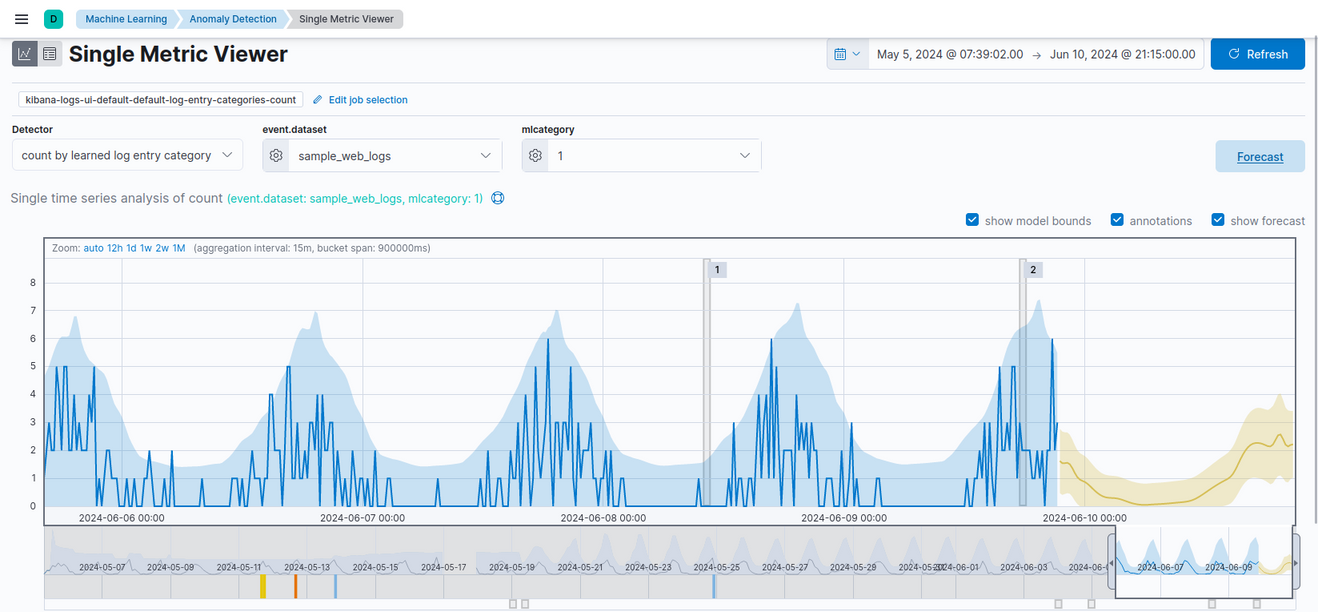 D Machine Learning Anomaly Detection Single Metric Viewer
Single Metric Viewer
May 5, 2024 @ 07:39:02.00 → Jun 10, 2024 @ 21:15:00.00 Refresh
kibana-logs-ui-default-default-log-entry-categories-count Edit job selection
Detector event.dataset mlcategory
count by learned log entry category sample_web_logs 1 Forecast
Single time series analysis of count (event.dataset: sample_web_logs, mlcategory: 1)
show model bounds annotations show forecast
Zoom: auto 12h 1d 1w 2w 1M (aggregation interval: 15m, bucket span: 900000ms)
1 2
8
7
6
5
4
3
2
1
0
2024-06-06 00:00 2024-06-07 00:00 2024-06-08 00:00 2024-06-09 00:00 2024-06-10 00:00
2024-05-07 2024-05-09 2024-05-11 2024-05-13 2024-05-15 2024-05-17 2024-05-19 2024-05-21 2024-05-23 2024-05-25 2024-05-27 2024-05-29 2024-06-01 2024-06-03 2024-06-07 2024-06-09